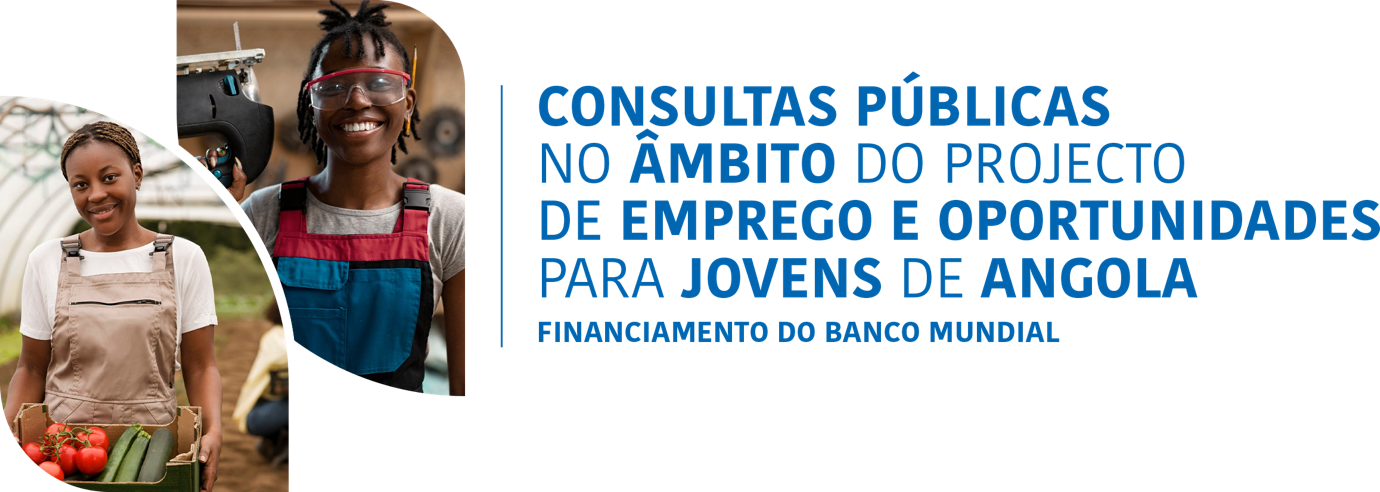 CONSULTAS PÚBLICAS
NO ÂMBITO DO PROJECTO
DE EMPREGO E OPORTUNIDADES
PARA JOVENS DE ANGOLA
FINANCIAMENTO DO BANCO MUNDIAL